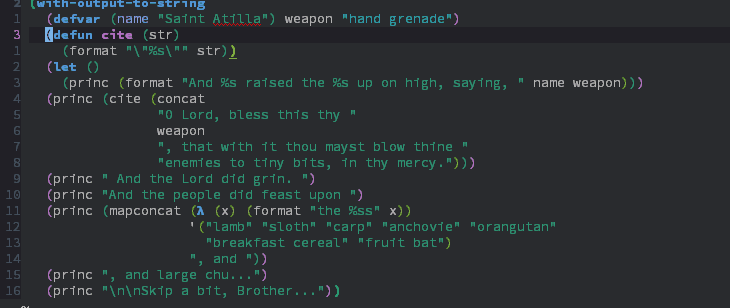 2 (with-output-to-string
1 (defvar (name "Saint Atilla") weapon "hand grenade")
3 (defun cite (str)
1 (format "\"%s\"" str))
2 (let ()
3 (princ (format "And %s raised the %s up on high, saying, " name weapon)))
4 (princ (cite (concat
5 "O Lord, bless this thy "
6 weapon
7 ", that with it thou mayst blow thine "
8 "enemies to tiny bits, in thy mercy.")))
9 (princ " And the Lord did grin. ")
10 (princ "And the people did feast upon ")
11 (princ (mapconcat (λ (x) (format "the %ss" x))
12 '("lamb" "sloth" "carp" "anchovie" "orangutan"
13 "breakfast cereal" "fruit bat")
14 ", and "))
15 (princ ", and large chu...")
16 (princ "\n\nSkip a bit, Brother..."))